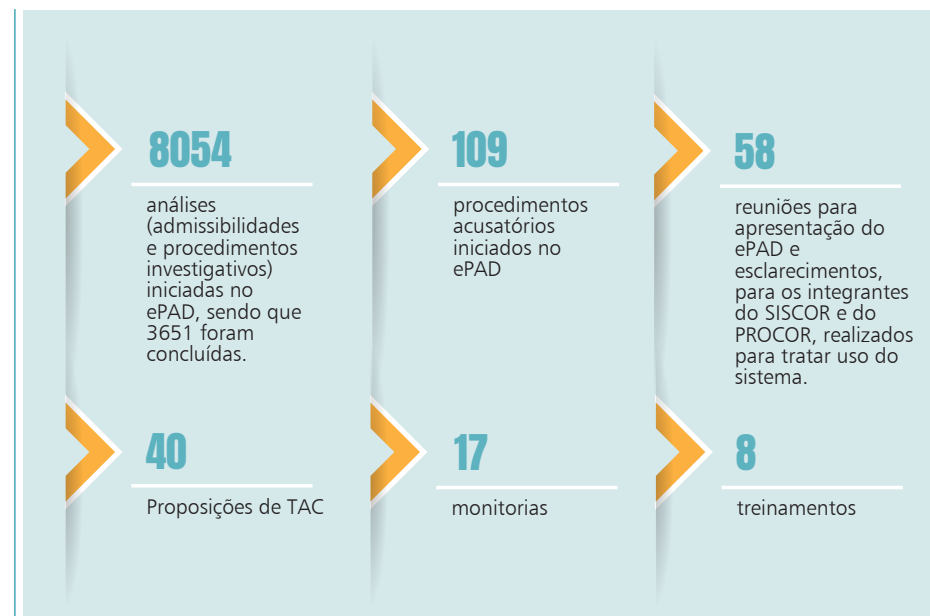 8054
análises
(admissibilidades
e procedimentos
investigativos)
iniciadas no
ePAD, sendo que
3651 foram
concluídas.
109
procedimentos
acusatórios
iniciados no
ePAD
58
reuniões para
apresentação do
ePAD e
esclarecimentos,
para os integrantes
do SISCOR e do
PROCOR, realizados
para tratar uso do
sistema.
40
Proposições de TAC
17
monitorias
8
treinamentos